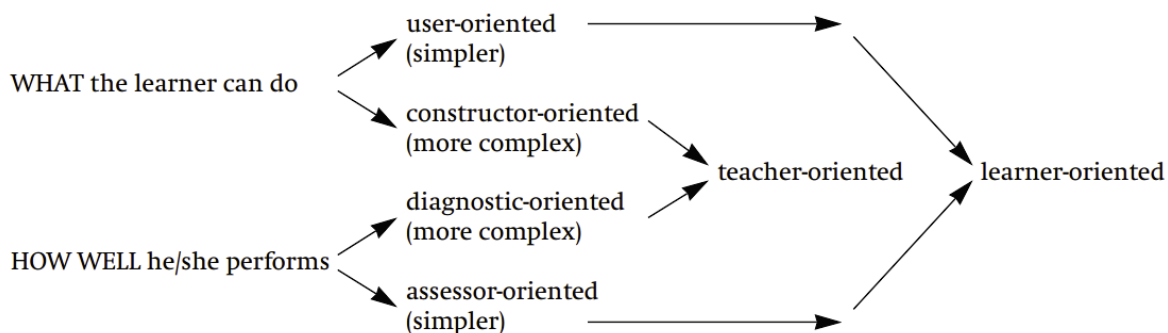 user-oriented
(simpler)
WHAT the learner can do
constructor-oriented
(more complex)
teacher-oriented
learner-oriented
diagnostic-oriented
(more complex)
HOW WELL he/she performs
assessor-oriented
(simpler)